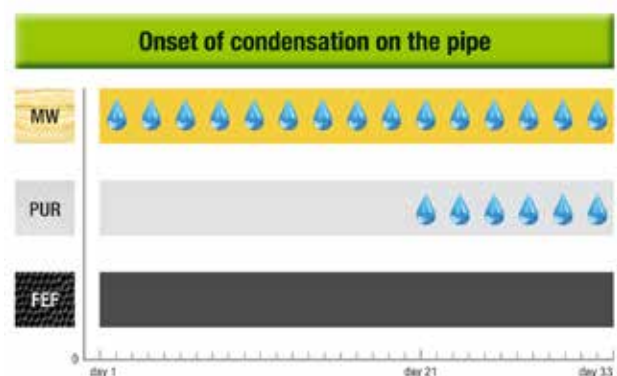 Onset of condensation on the pipe
MW
PUR
FEF
0
day 1
day 21
day 33